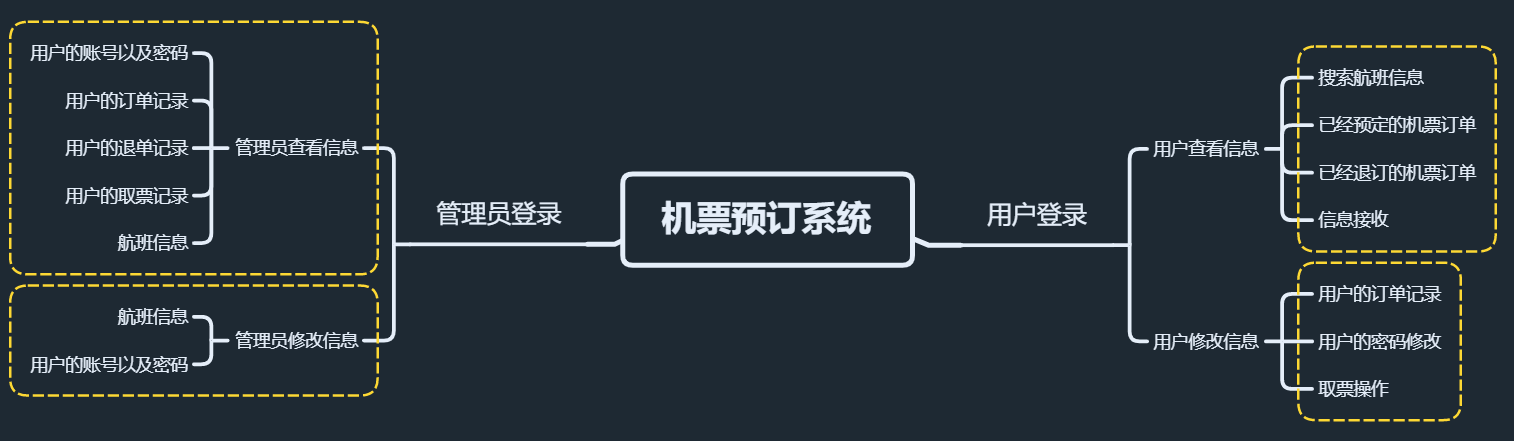 机票预订系统
管理员登录
管理员查看信息
用户的账号以及密码
用户的订单记录
用户的退单记录
用户的取票记录
航班信息
管理员修改信息
航班信息
用户的账号以及密码
用户登录
用户查看信息
搜索航班信息
已经预定的机票订单
已经退订的机票订单
信息接收
用户修改信息
用户的订单记录
用户的密码修改
取票操作